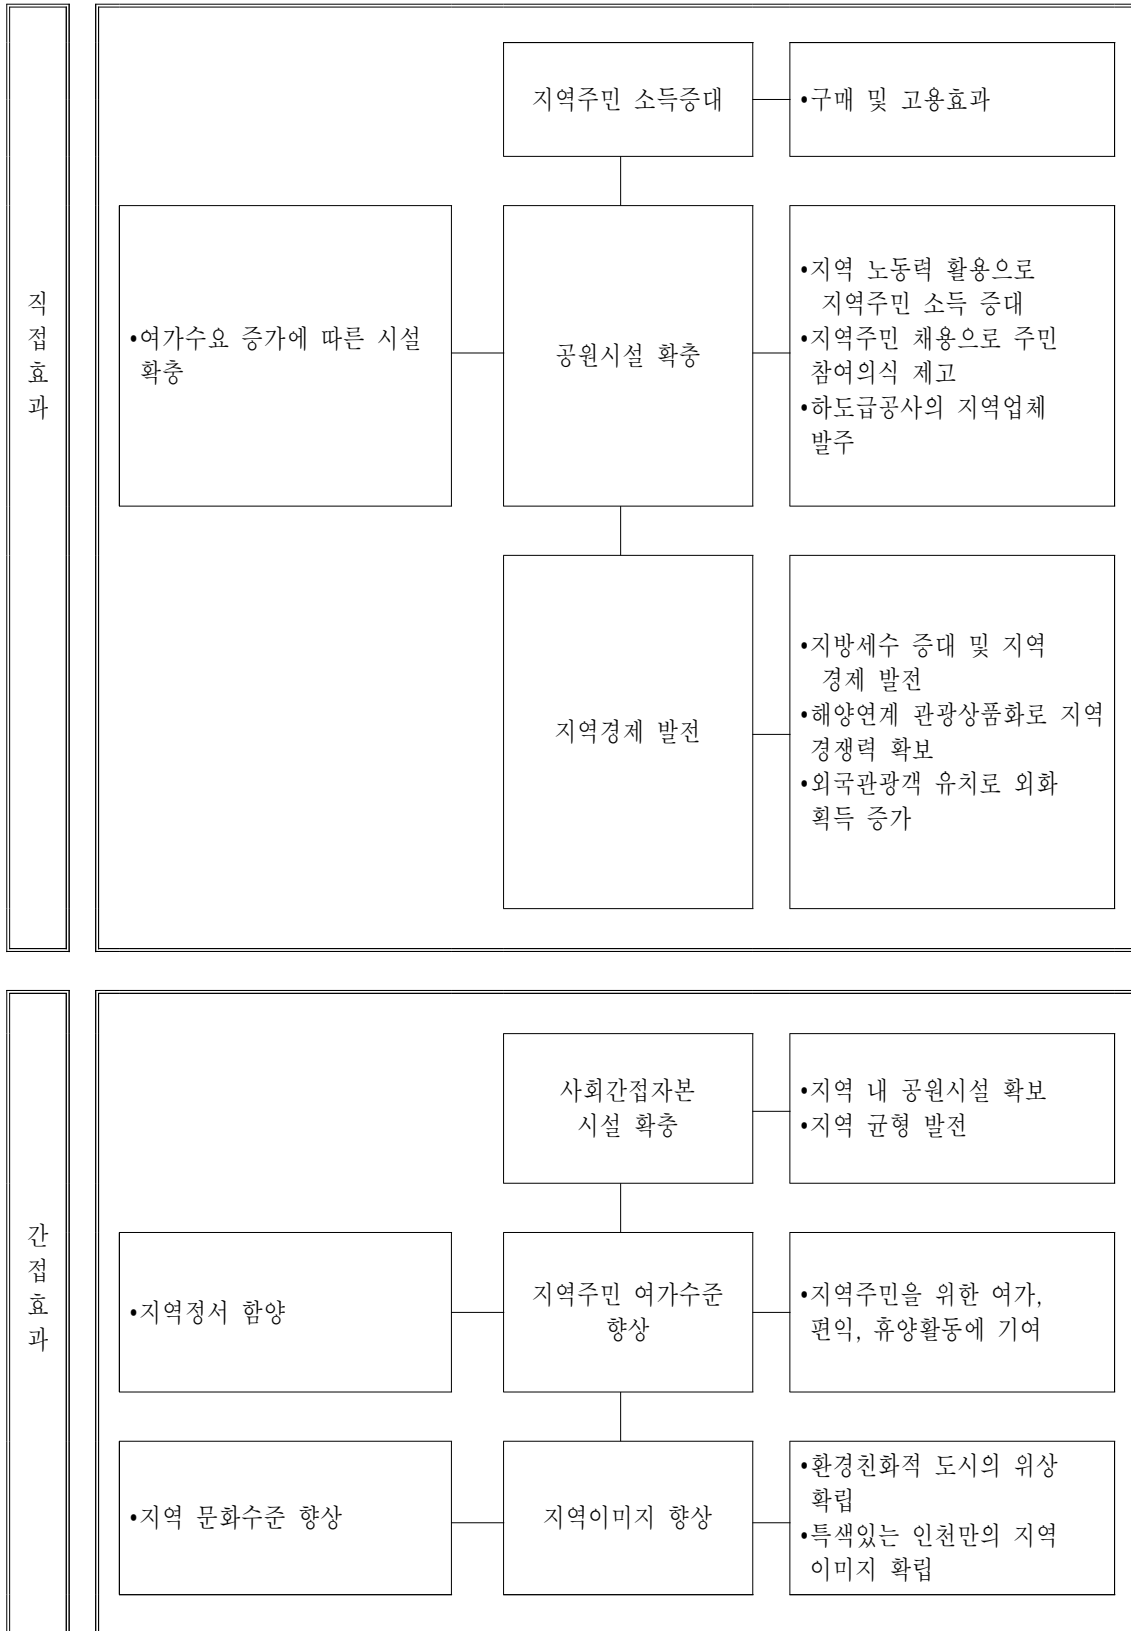 직
접
효
과
지역주민 소득증대
•구매 및 고용효과
•여가수요 증가에 따른 시설
확충
공원시설 확충
•지역 노동력 활용으로
지역주민 소득 증대
•지역주민 채용으로 주민
참여의식 제고
•하도급공사의 지역업체
발주
지역경제 발전
•지방세수 증대 및 지역
경제 발전
•해양연계 관광상품화로 지역
경쟁력 확보
•외국관광객 유치로 외화
획득 증가
간
접
효
과
사회간접자본
시설 확충
•지역 내 공원시설 확보
•지역 균형 발전
•지역정서 함양
지역주민 여가수준
향상
•지역주민을 위한 여가,
편익, 휴양활동에 기여
•지역 문화수준 향상
지역이미지 향상
•환경친화적 도시의 위상
확립
•특색있는 인천만의 지역
이미지 확립